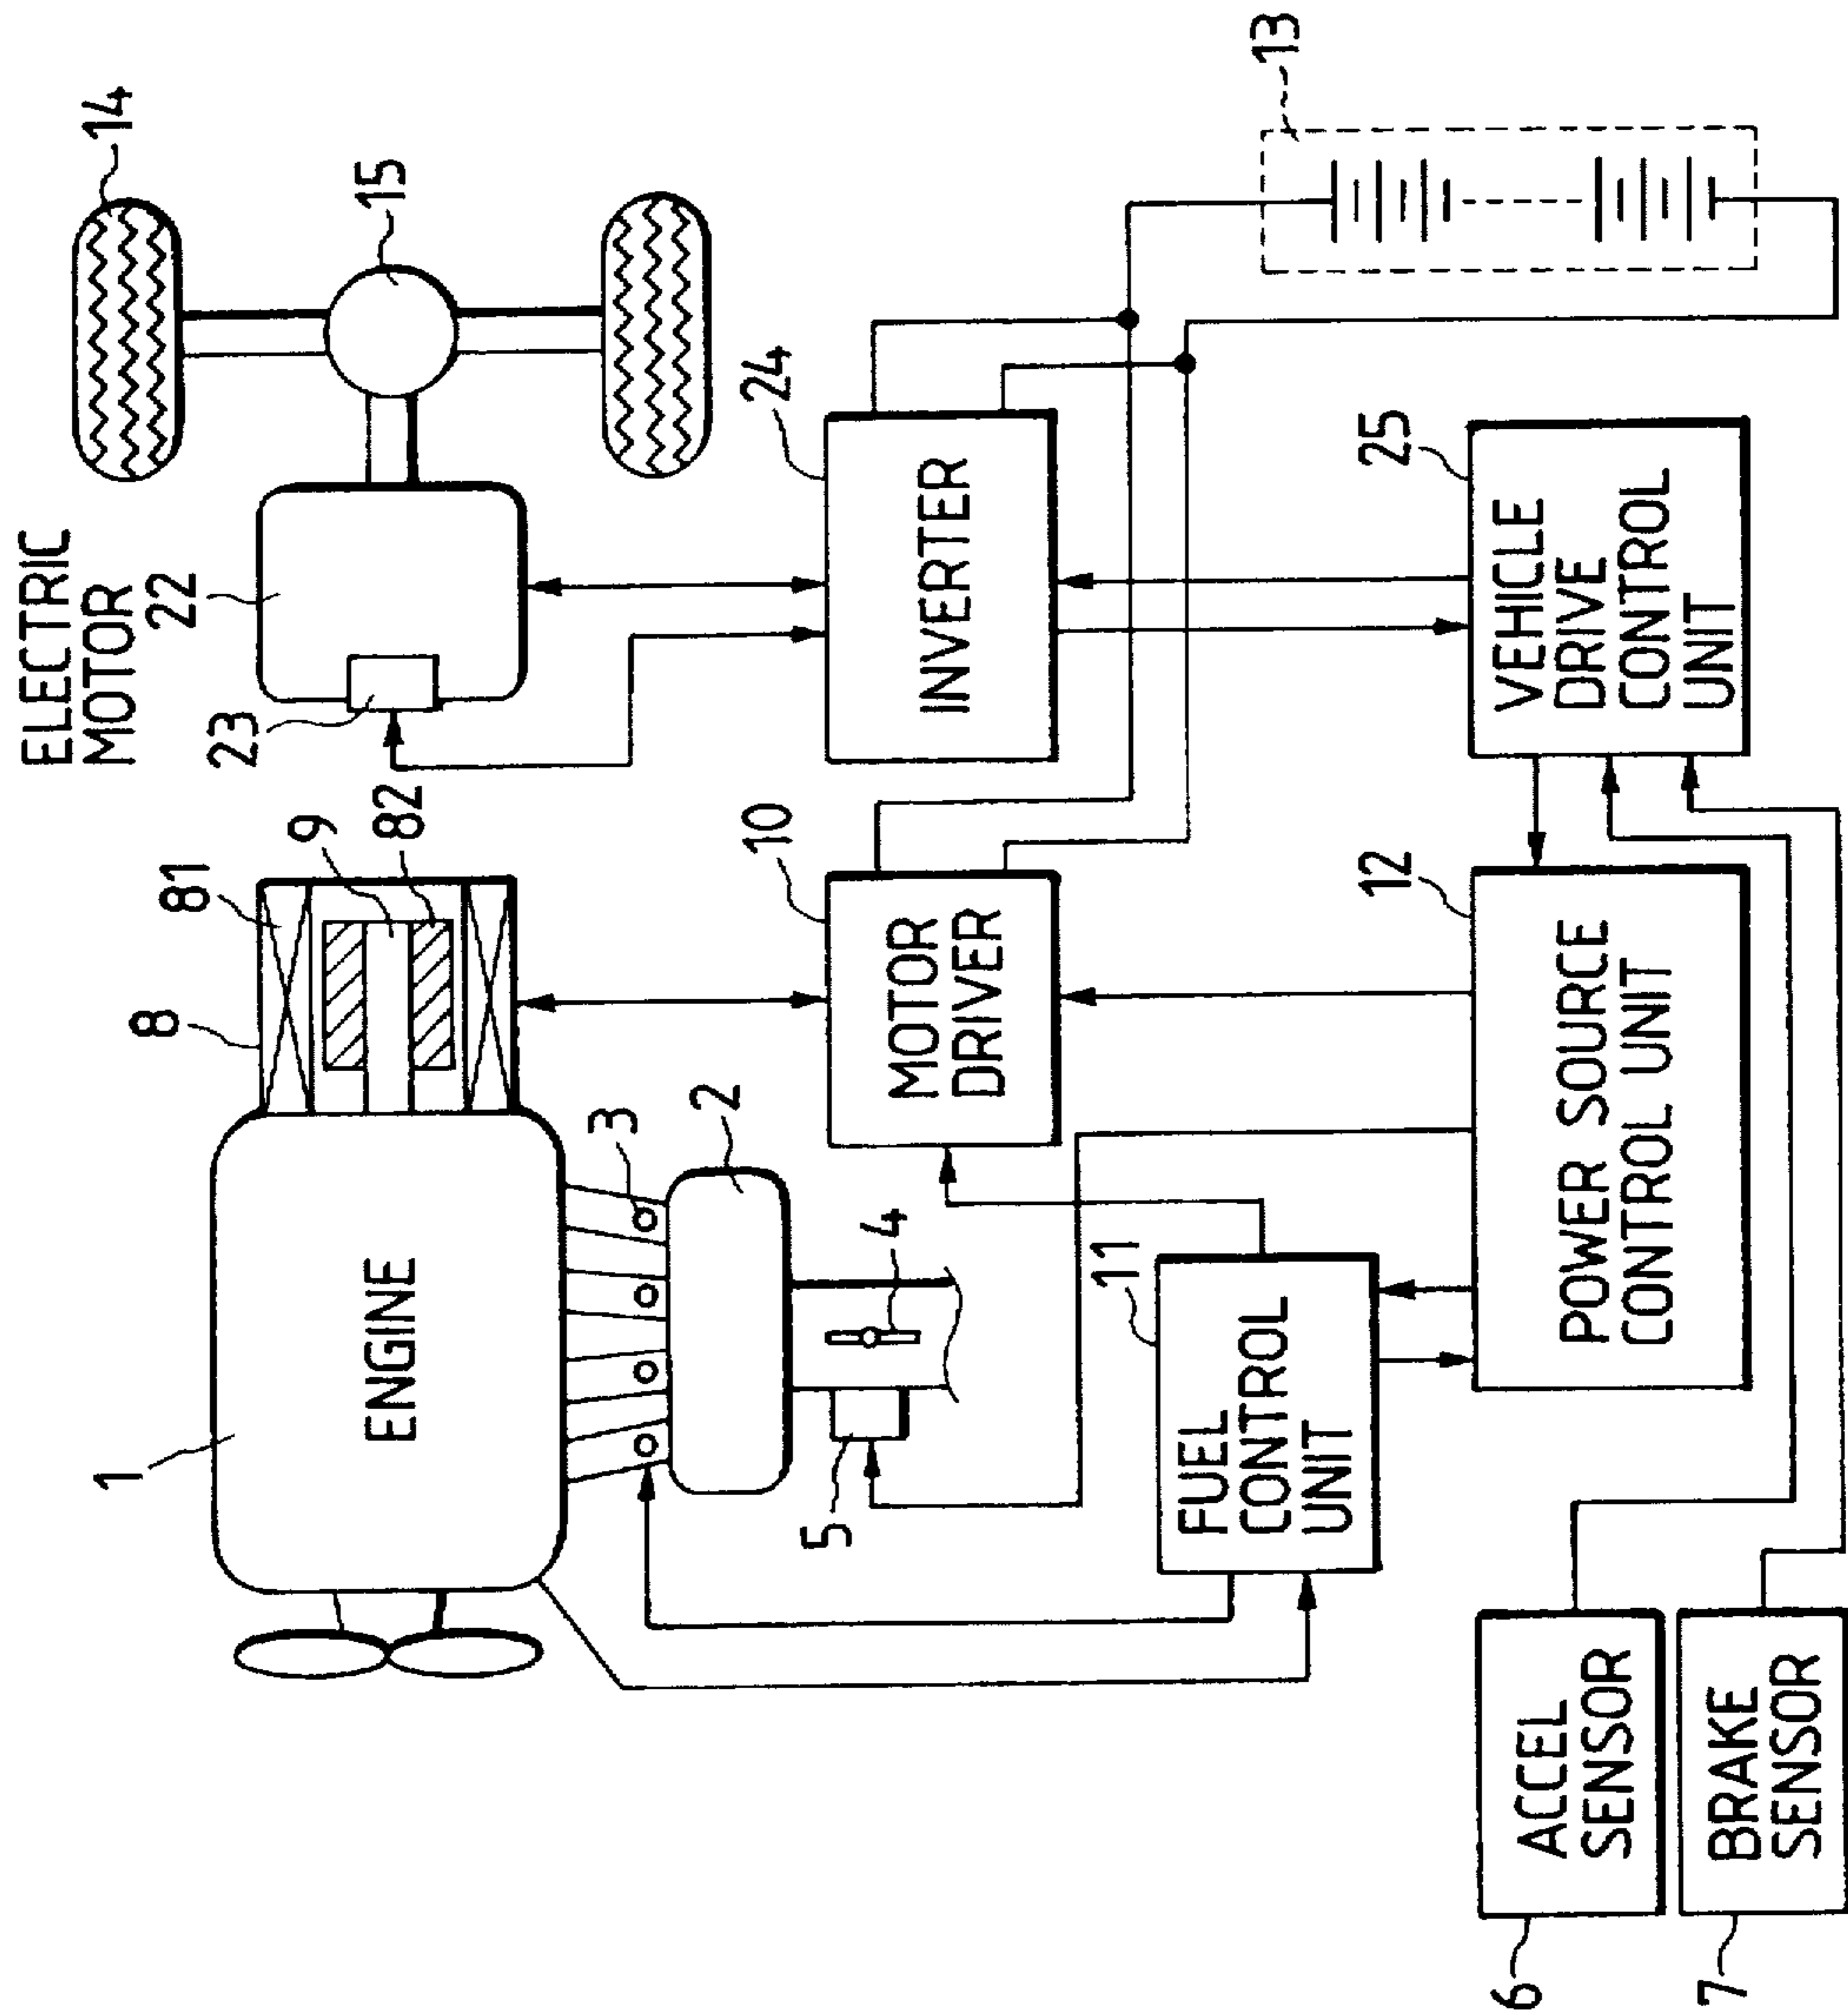 ELECTRIC
MOTOR
22
23
14
15
1
ENGINE
8
81
9
82
3
2
4
5
10
MOTOR
DRIVER
24
INVERTER
13
11
FUEL
CONTROL
UNIT
12
POWER SOURCE
CONTROL UNIT
25
VEHICLE
DRIVE
CONTROL
UNIT
6
ACCEL
SENSOR
7
BRAKE
SENSOR